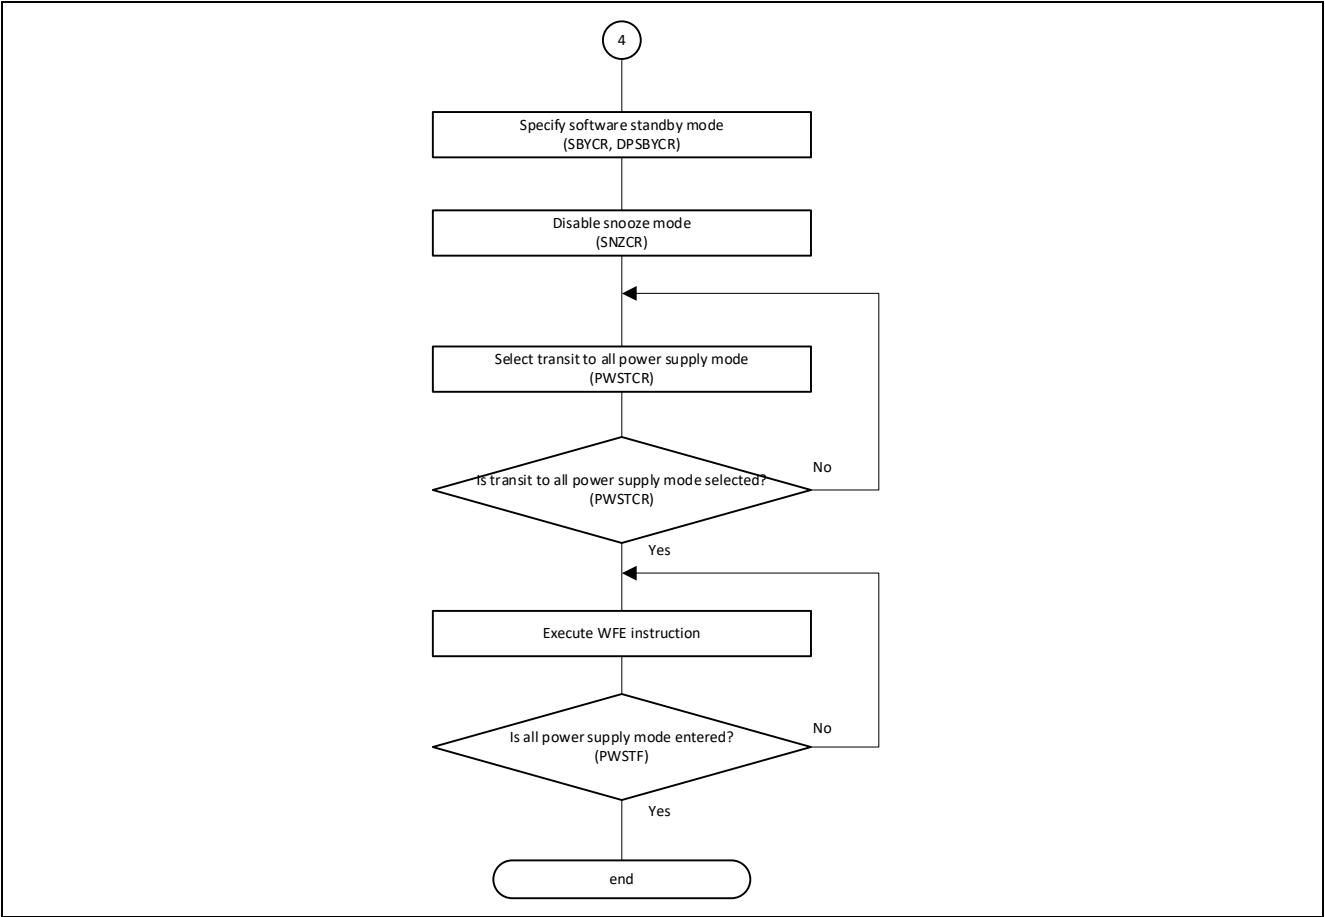 4
Specify software standby mode
(SBYCR, DPSBYCR)
Disable snooze mode
(SNZCR)
Select transit to all power supply mode
(PWSTCR)
Is transit to all power supply mode selected?
(PWSTCR)
No
Yes
Execute WFE instruction
Is all power supply mode entered?
(PWSTF)
No
Yes
end